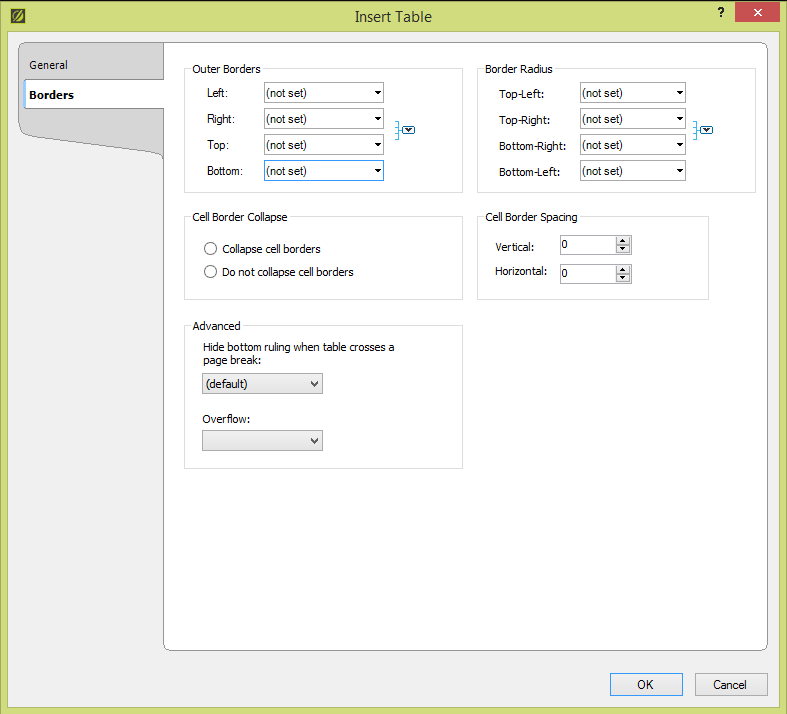 Insert Table
?
General
Borders
Outer Borders
Left: (not set)
Right: (not set)
Top: (not set)
Bottom: (not set)
Border Radius
Top-Left: (not set)
Top-Right: (not set)
Bottom-Right: (not set)
Bottom-Left: (not set)
Cell Border Collapse
Collapse cell borders
Do not collapse cell borders
Cell Border Spacing
Vertical: 0
Horizontal: 0
Advanced
Hide bottom ruling when table crosses a
page break:
(default)
Overflow:
OK Cancel